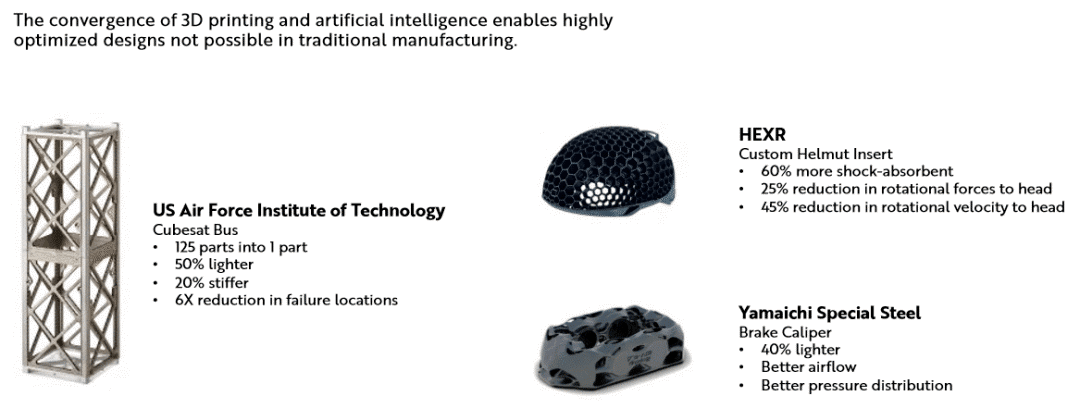 The convergence of 3D printing and artificial intelligence enables highly
optimized designs not possible in traditional manufacturing.
US Air Force Institute of Technology
Cubesat Bus
• 125 parts into 1 part
• 50% lighter
• 20% stiffer
• 6X reduction in failure locations
HEXR
Custom Helmut Insert
• 60% more shock-absorbent
• 25% reduction in rotational forces to head
• 45% reduction in rotational velocity to head
Yamaichi Special Steel
Brake Caliper
• 40% lighter
• Better airflow
• Better pressure distribution